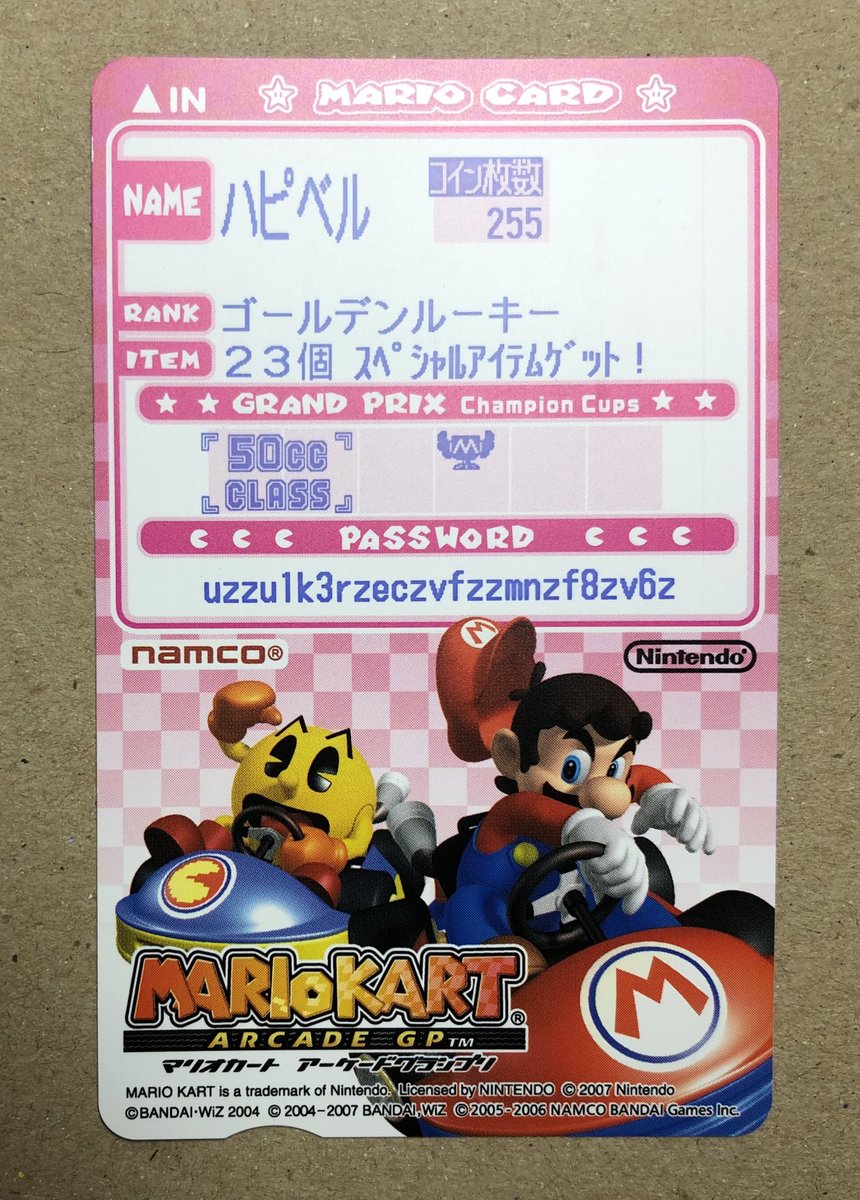 ▲IN ★ MARIO CARD ★
NAME ハピベル
コイン枚数
255
RANK ゴールデンルーキー
ITEM 23個 スペシャルアイテムゲット!
★ ★ GRAND PRIX Champion Cups ★ ★
『50cc CLASS』
M
PASSWORD
uzzu1k3rzeczvfzzmnzf8zv6z
namco®
Nintendo®
M
M
MARIOKART®
ARCADE GP™
マリオカート アーケードグランプリ
MARIO KART is a trademark of Nintendo. Licensed by NINTENDO © 2007 Nintendo
©BANDAI・WiZ 2004 © 2004-2007 BANDAI,WiZ © 2005-2006 NAMCO BANDAI Games Inc.